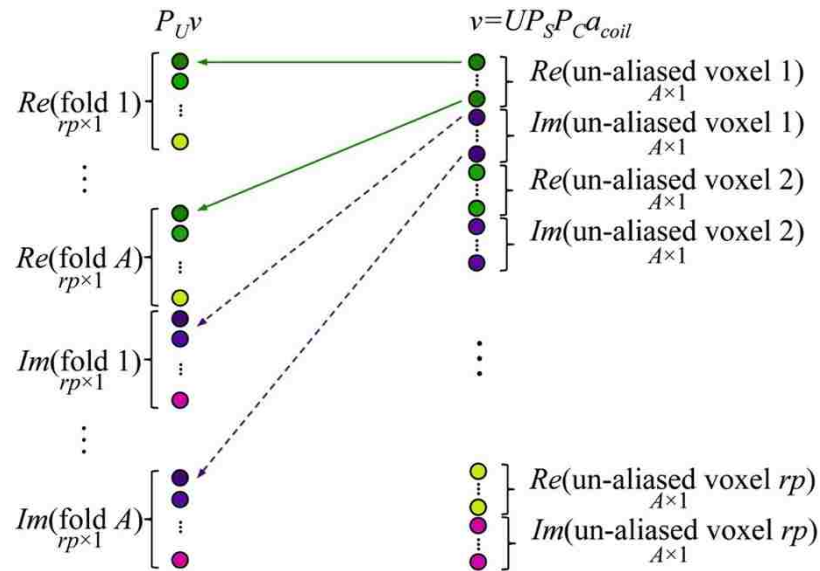 P_U v
v=UP_S P_C a_coil
Re(fold 1)
rp×1
⋮
Re(fold A)
rp×1
Im(fold 1)
rp×1
⋮
Im(fold A)
rp×1
Re(un-aliased voxel 1)
A×1
Im(un-aliased voxel 1)
A×1
Re(un-aliased voxel 2)
A×1
Im(un-aliased voxel 2)
A×1
⋮
Re(un-aliased voxel rp)
A×1
Im(un-aliased voxel rp)
A×1